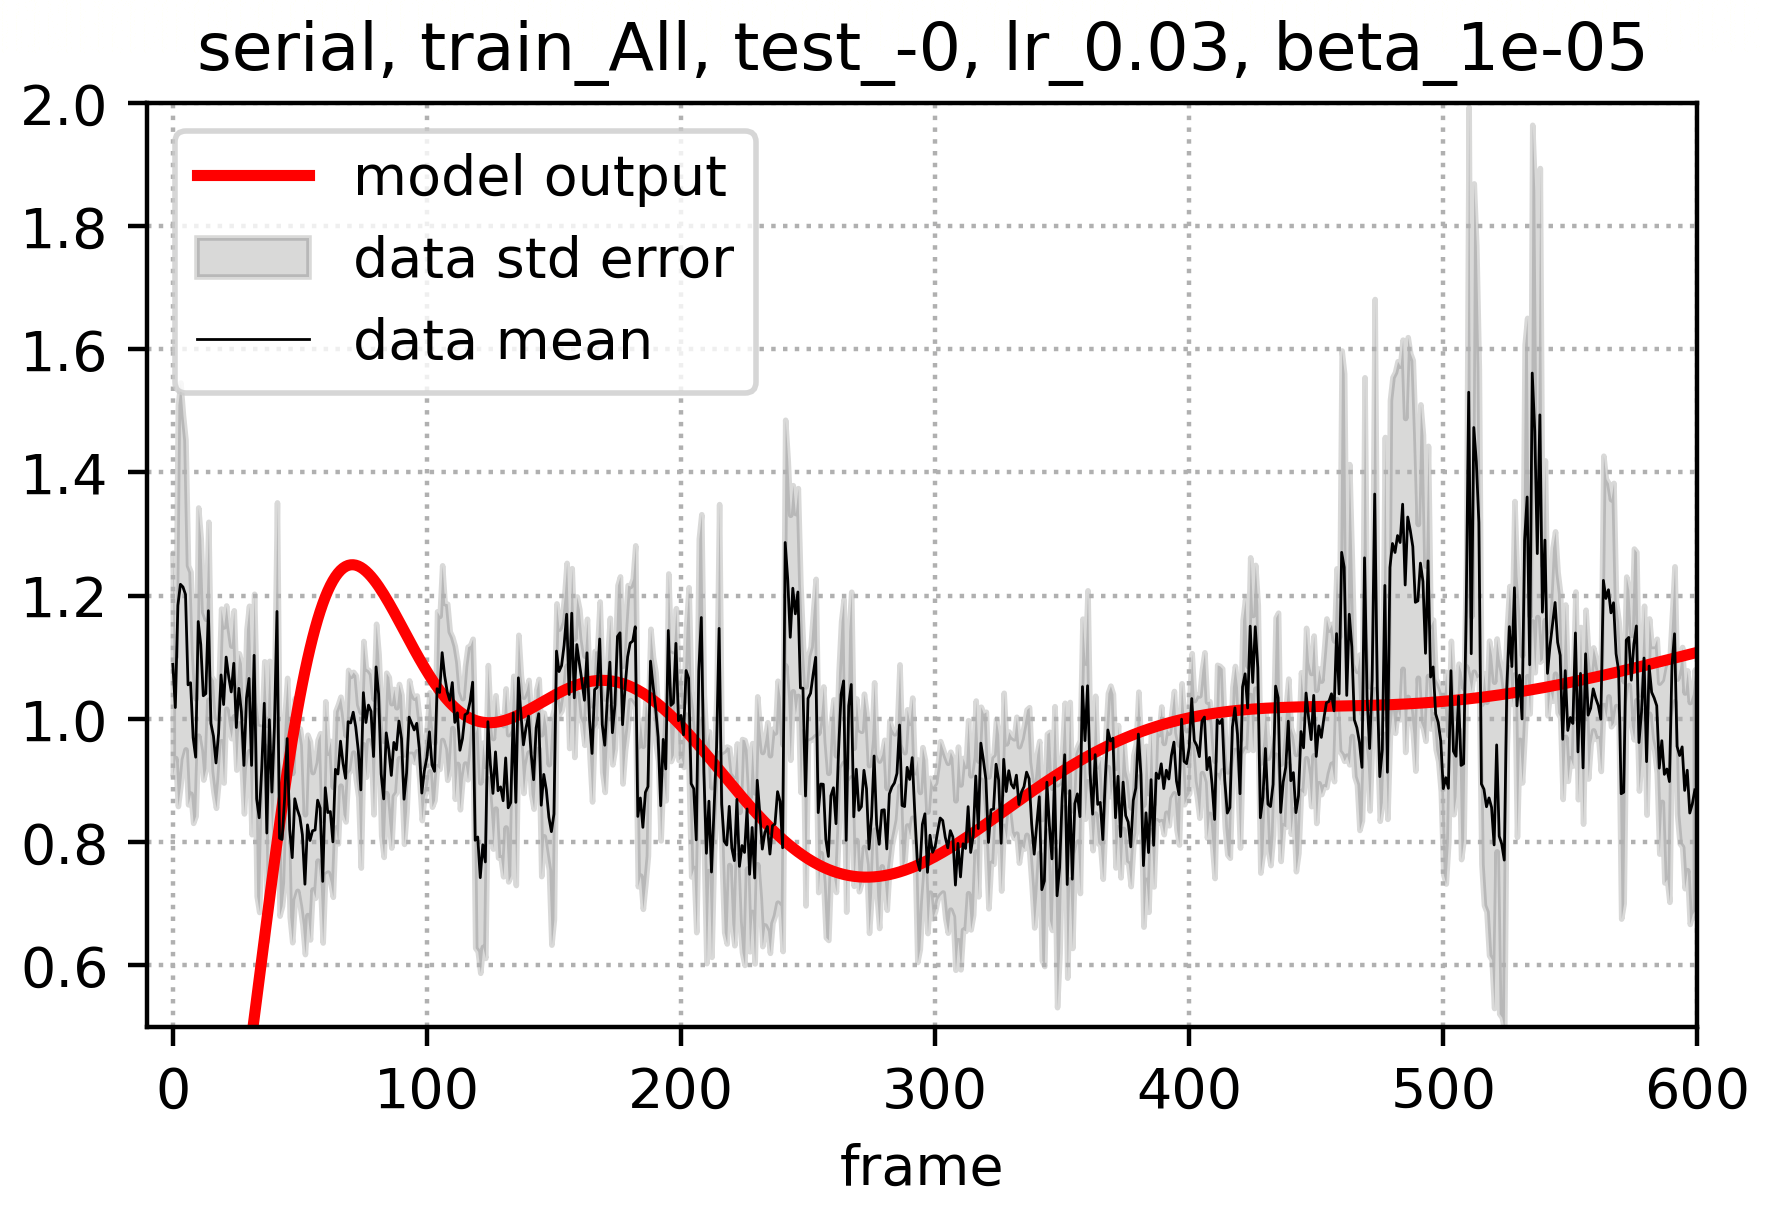 serial, train_All, test_-0, lr_0.03, beta_1e-05
2.0
1.8
1.6
1.4
1.2
1.0
0.8
0.6
model output
data std error
data mean
0 100 200 300 400 500 600
frame